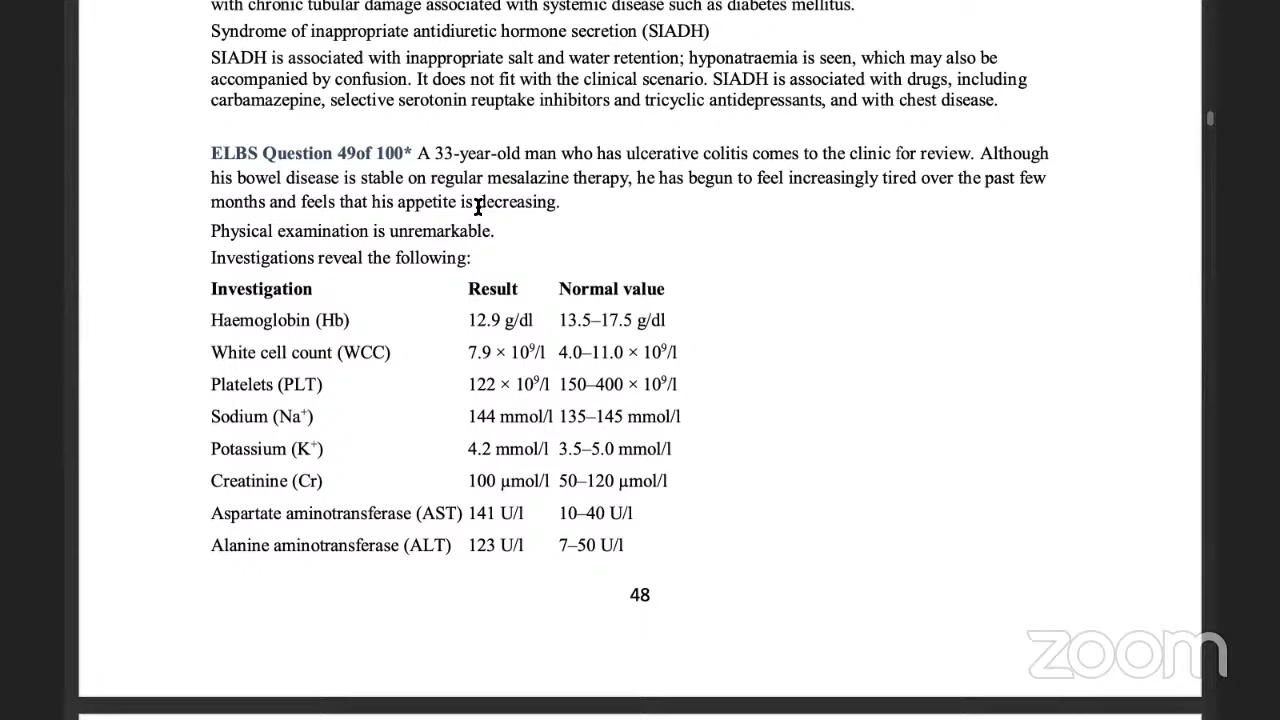 with chronic tubular damage associated with systemic disease such as diabetes mellitus.
Syndrome of inappropriate antidiuretic hormone secretion (SIADH)
SIADH is associated with inappropriate salt and water retention; hyponatraemia is seen, which may also be
accompanied by confusion. It does not fit with the clinical scenario. SIADH is associated with drugs, including
carbamazepine, selective serotonin reuptake inhibitors and tricyclic antidepressants, and with chest disease.
ELBS Question 49of 100* A 33-year-old man who has ulcerative colitis comes to the clinic for review. Although
his bowel disease is stable on regular mesalazine therapy, he has begun to feel increasingly tired over the past few
months and feels that his appetite is decreasing.
Physical examination is unremarkable.
Investigations reveal the following:
Investigation Result Normal value
Haemoglobin (Hb) 12.9 g/dl 13.5–17.5 g/dl
White cell count (WCC) 7.9 × 10⁹/l 4.0–11.0 × 10⁹/l
Platelets (PLT) 122 × 10⁹/l 150–400 × 10⁹/l
Sodium (Na⁺) 144 mmol/l 135–145 mmol/l
Potassium (K⁺) 4.2 mmol/l 3.5–5.0 mmol/l
Creatinine (Cr) 100 µmol/l 50–120 µmol/l
Aspartate aminotransferase (AST) 141 U/l 10–40 U/l
Alanine aminotransferase (ALT) 123 U/l 7–50 U/l
48
zoom